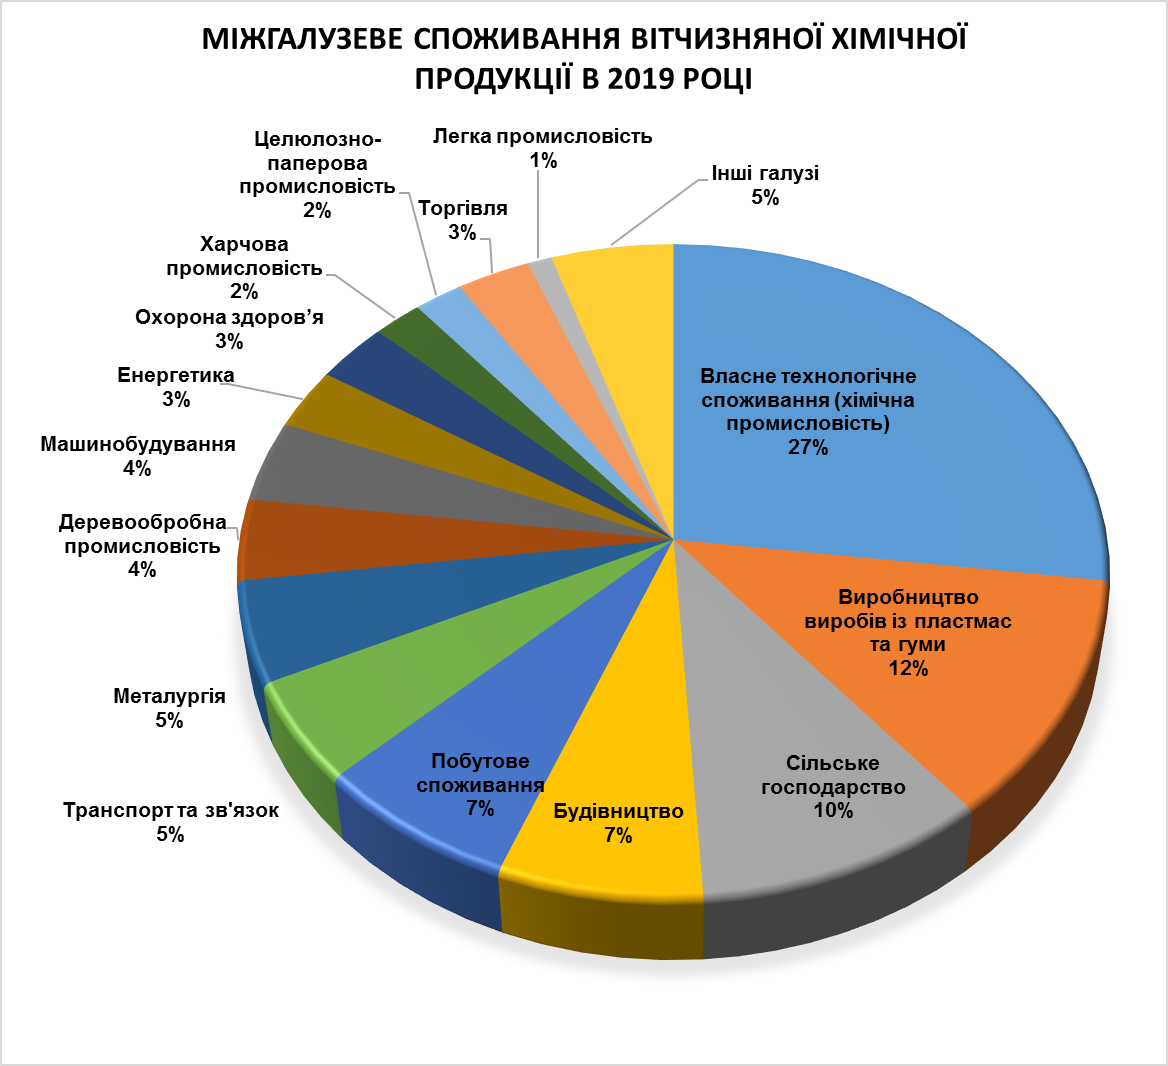 МІЖГАЛУЗЕВЕ СПОЖИВАННЯ ВІТЧИЗНЯНОЇ ХІМІЧНОЇ
ПРОДУКЦІЇ В 2019 РОЦІ
Власне технологічне
споживання (хімічна
промисловість)
27%
Виробництво
виробів із пластмас
та гуми
12%
Сільське
господарство
10%
Будівництво
7%
Побутове
споживання
7%
Транспорт та зв'язок
5%
Металургія
5%
Деревообробна
промисловість
4%
Машинобудування
4%
Енергетика
3%
Охорона здоров’я
3%
Харчова
промисловість
2%
Целюлозно-
паперова
промисловість
2%
Торгівля
3%
Легка промисловість
1%
Інші галузі
5%